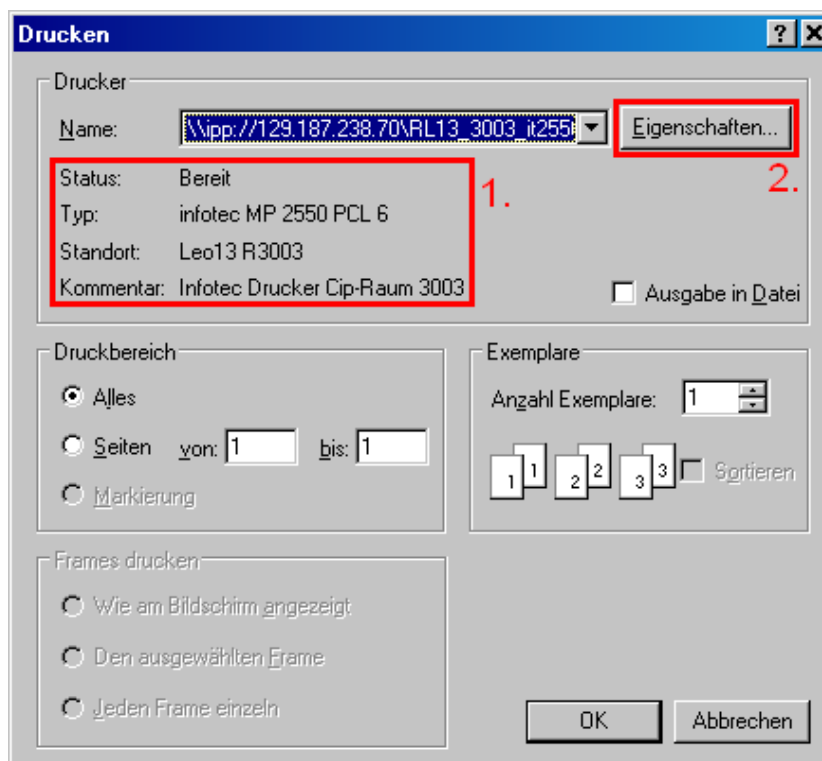 Drucken
Drucker
Name: \\ipp://129.187.238.70\RL13_3003_it255 Eigenschaften...
2.
Status: Bereit
1.
Typ: infotec MP 2550 PCL 6
Standort: Leo13 R3003
Kommentar: Infotec Drucker Cip-Raum 3003
Ausgabe in Datei
Druckbereich
Alles
Seiten von: 1 bis: 1
Markierung
Exemplare
Anzahl Exemplare: 1
1 1 2 2 3 3 Sortieren
Frames drucken
Wie am Bildschirm angezeigt
Den ausgewählten Frame
Jeden Frame einzeln
OK Abbrechen